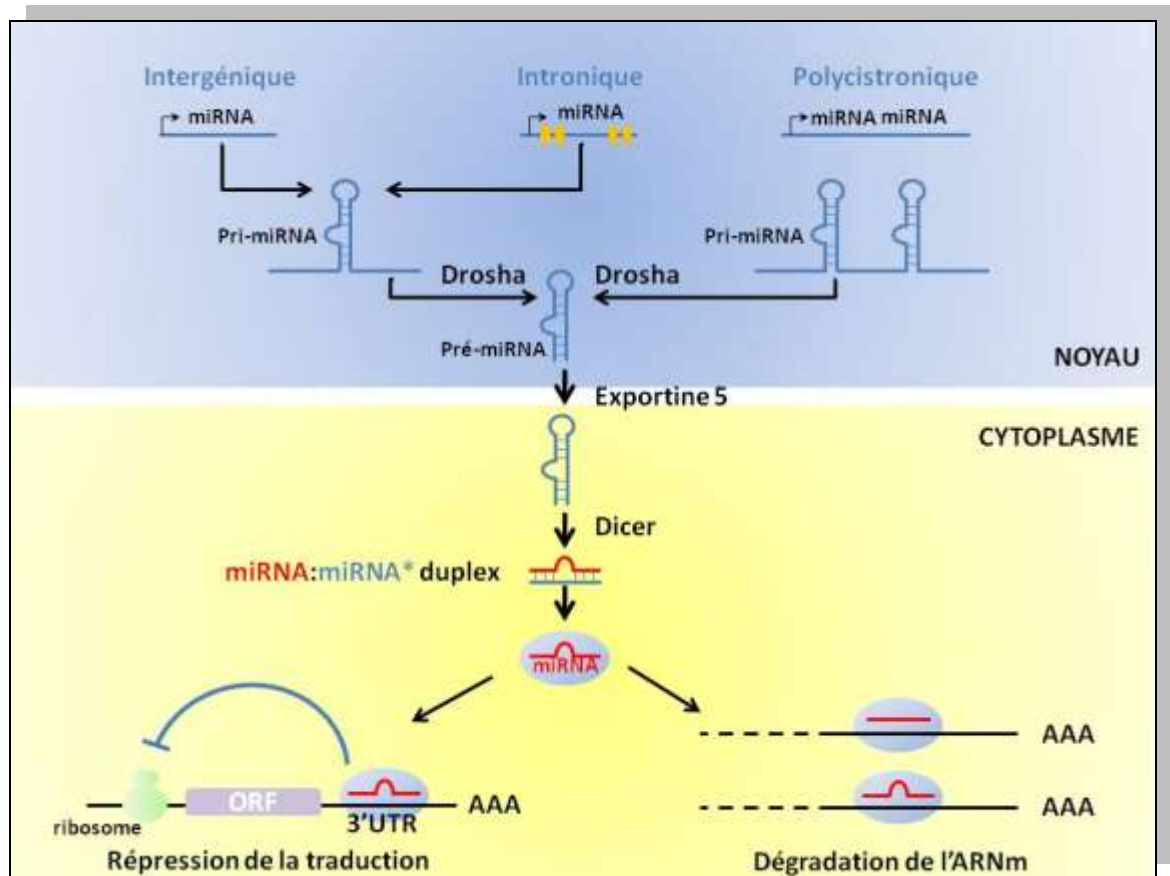 Intergénique
Intronique
Polycistronique
miRNA
miRNA
miRNA miRNA
Pri-miRNA
Pri-miRNA
Drosha
Drosha
Pré-miRNA
NOYAU
Exportine 5
CYTOPLASME
Dicer
miRNA:miRNA* duplex
miRNA
AAA
ORF
AAA
AAA
3'UTR
ribosome
Répression de la traduction
Dégradation de l'ARNm